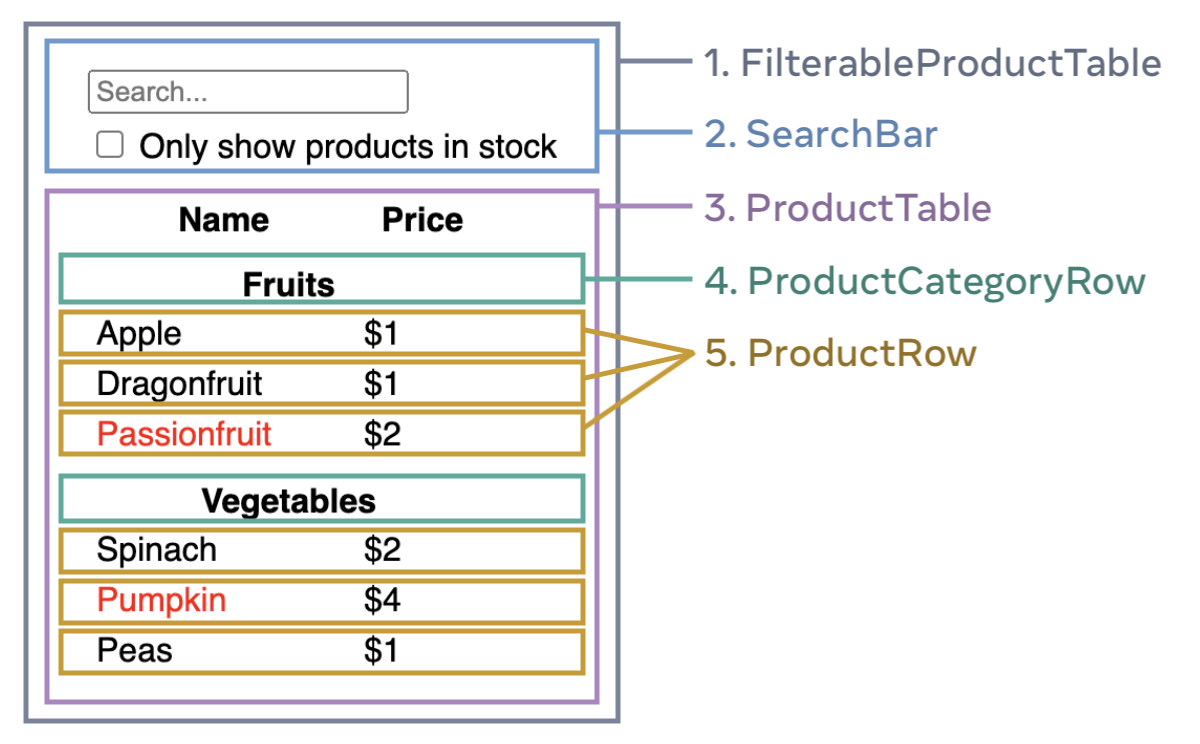 Search...
Only show products in stock
Name Price
Fruits
Apple $1
Dragonfruit $1
Passionfruit $2
Vegetables
Spinach $2
Pumpkin $4
Peas $1
1. FilterableProductTable
2. SearchBar
3. ProductTable
4. ProductCategoryRow
5. ProductRow